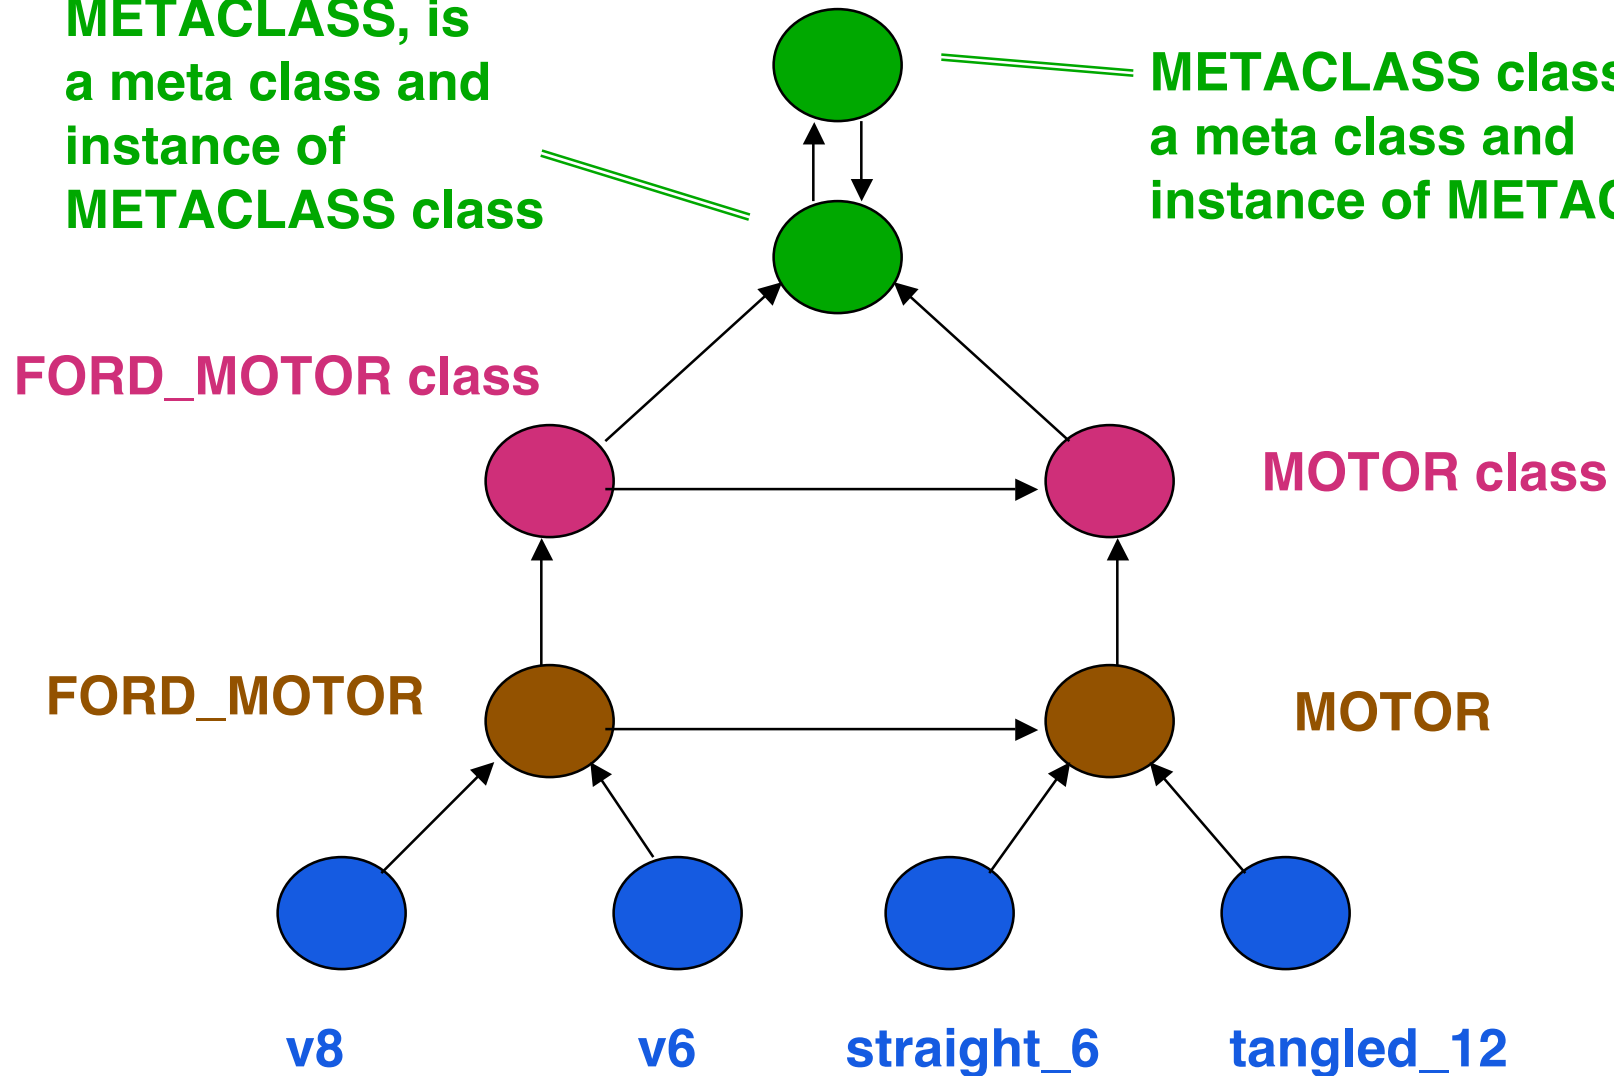 METACLASS, is
a meta class and
instance of
METACLASS class
METACLASS class
a meta class and
instance of
FORD_MOTOR class
MOTOR class
FORD_MOTOR
MOTOR
v8
v6
straight_6
tangled_12